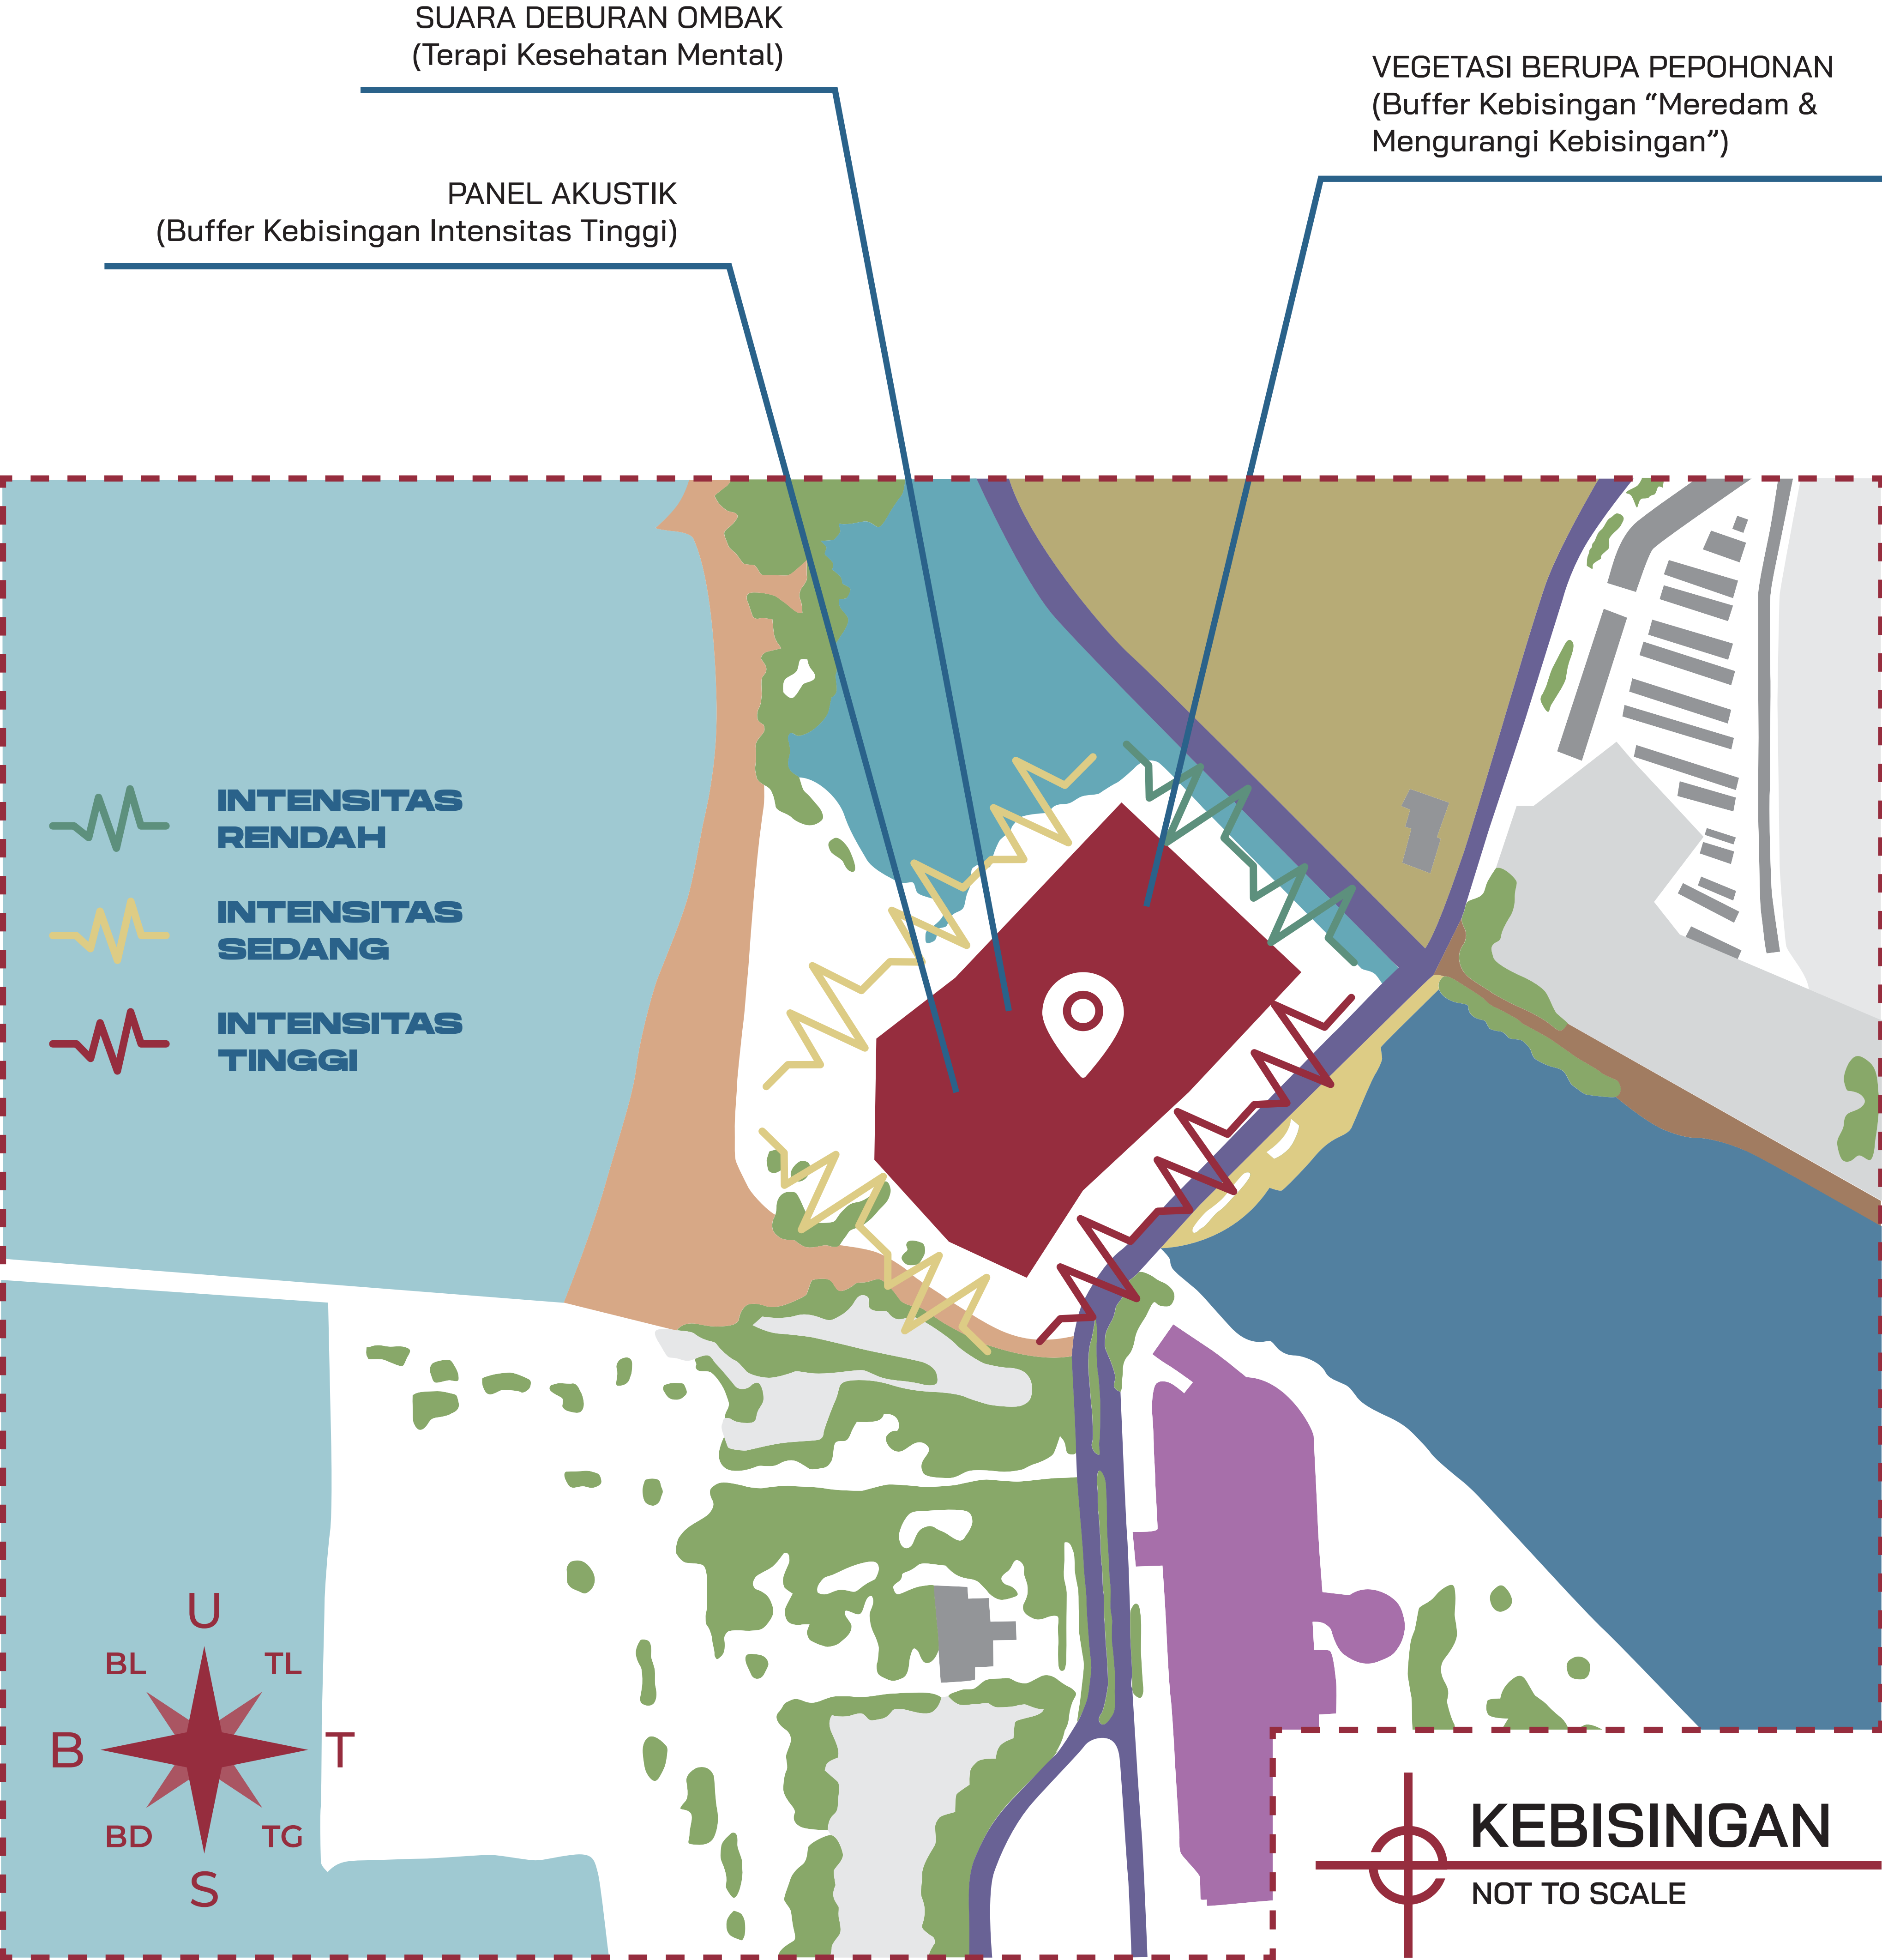 SUARA DEBURAN OMBAK
(Terapi Kesehatan Mental)
VEGETASI BERUPA PEPOHONAN
(Buffer Kebisingan “Meredam &
Mengurangi Kebisingan”)
PANEL AKUSTIK
(Buffer Kebisingan Intensitas Tinggi)
INTENSITAS
RENDAH
INTENSITAS
SEDANG
INTENSITAS
TINGGI
U
BL
TL
B
T
BD
TG
S
KEBISINGAN
NOT TO SCALE